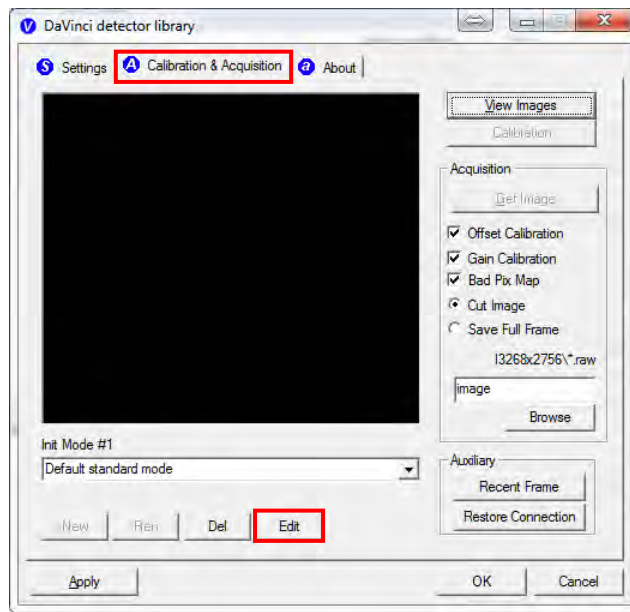 DaVinci detector library
Settings
Calibration & Acquisition
About
View Images
Calibration
Acquisition
Get Image
Offset Calibration
Gain Calibration
Bad Pix Map
Cut Image
Save Full Frame
I3268x2756\*.raw
image
Browse
Init Mode #1
Default standard mode
Auxiliary
Recent Frame
Restore Connection
New
Ren
Del
Edit
Apply
OK
Cancel